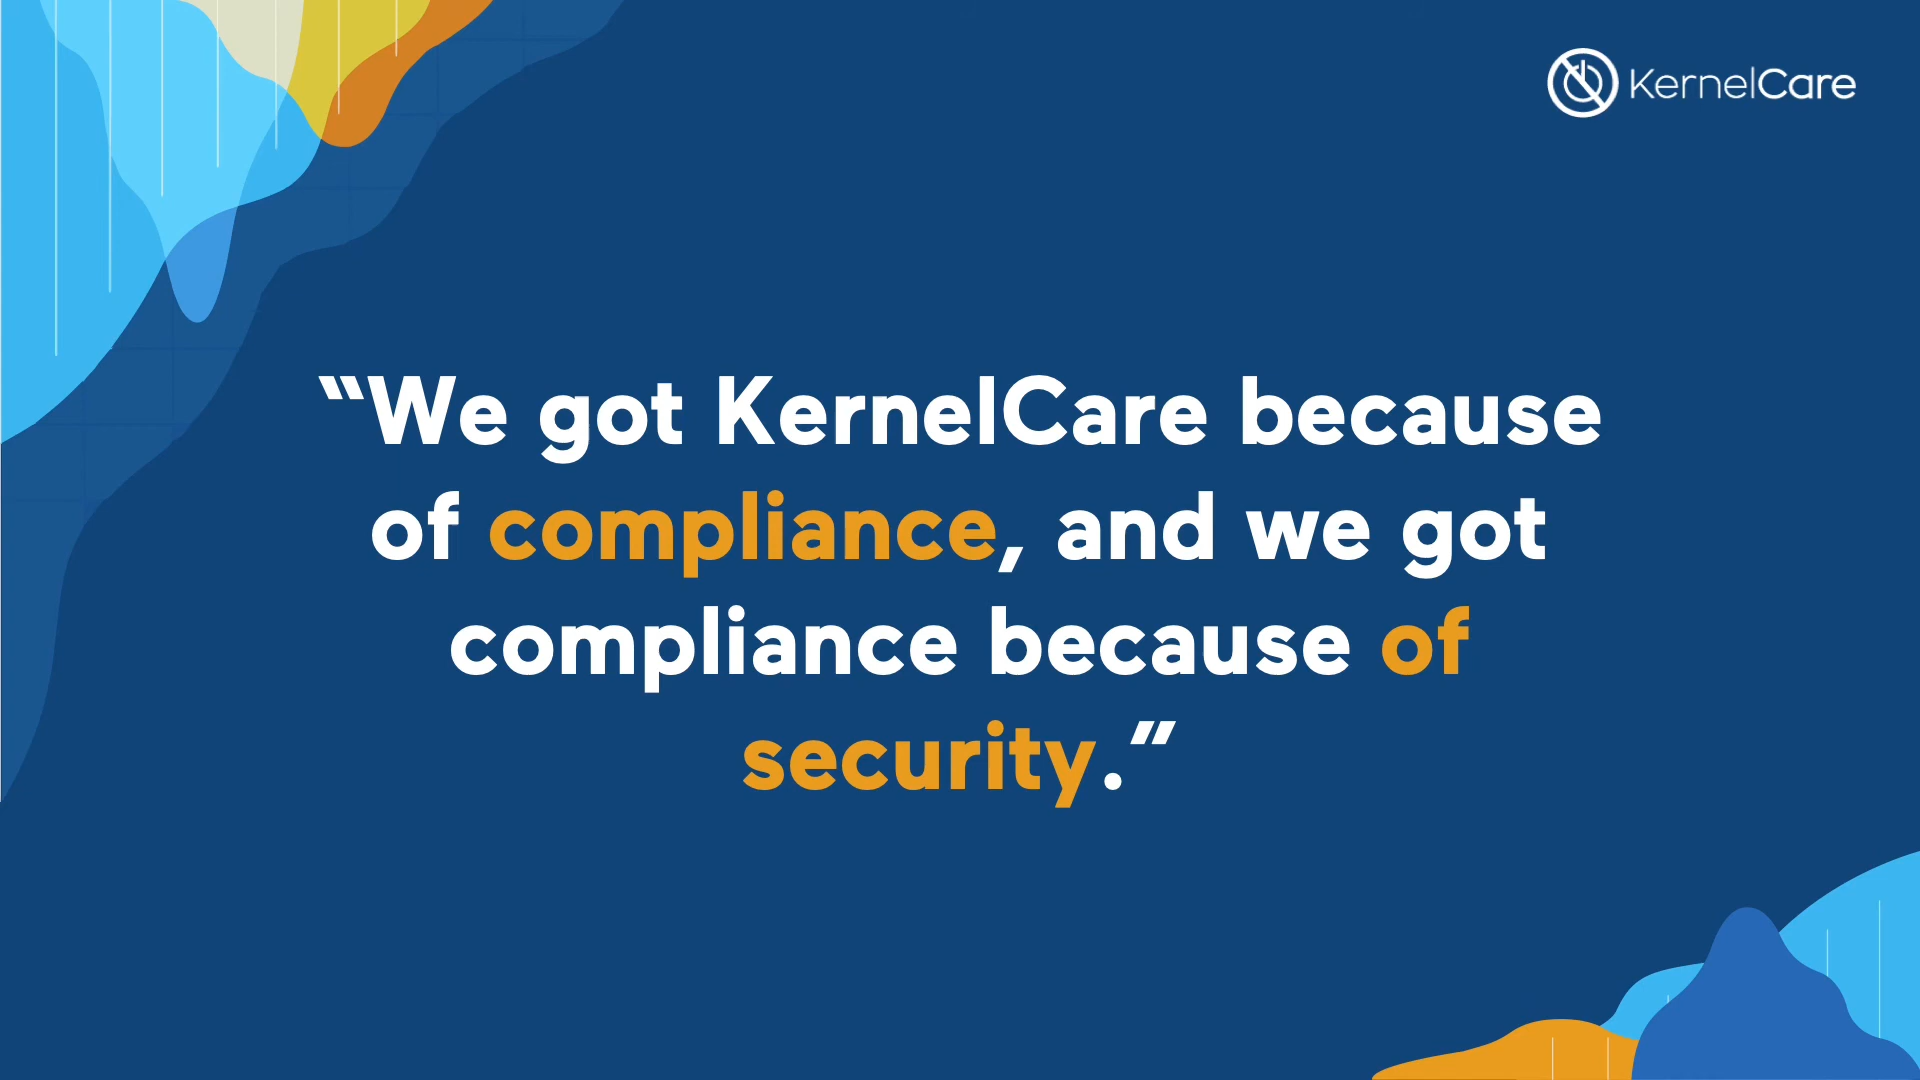 KernelCare
“We got KernelCare because
of compliance, and we got
compliance because of
security.”